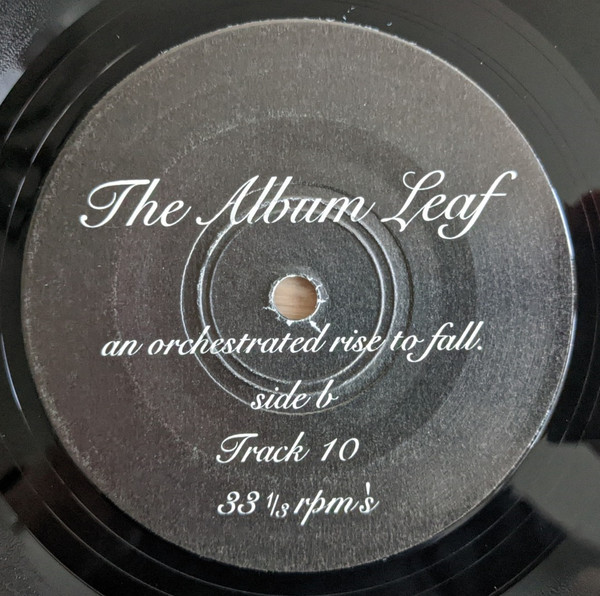 The Album Leaf
an orchestrated rise to fall.
side b
Track 10
33 1/3 rpm's